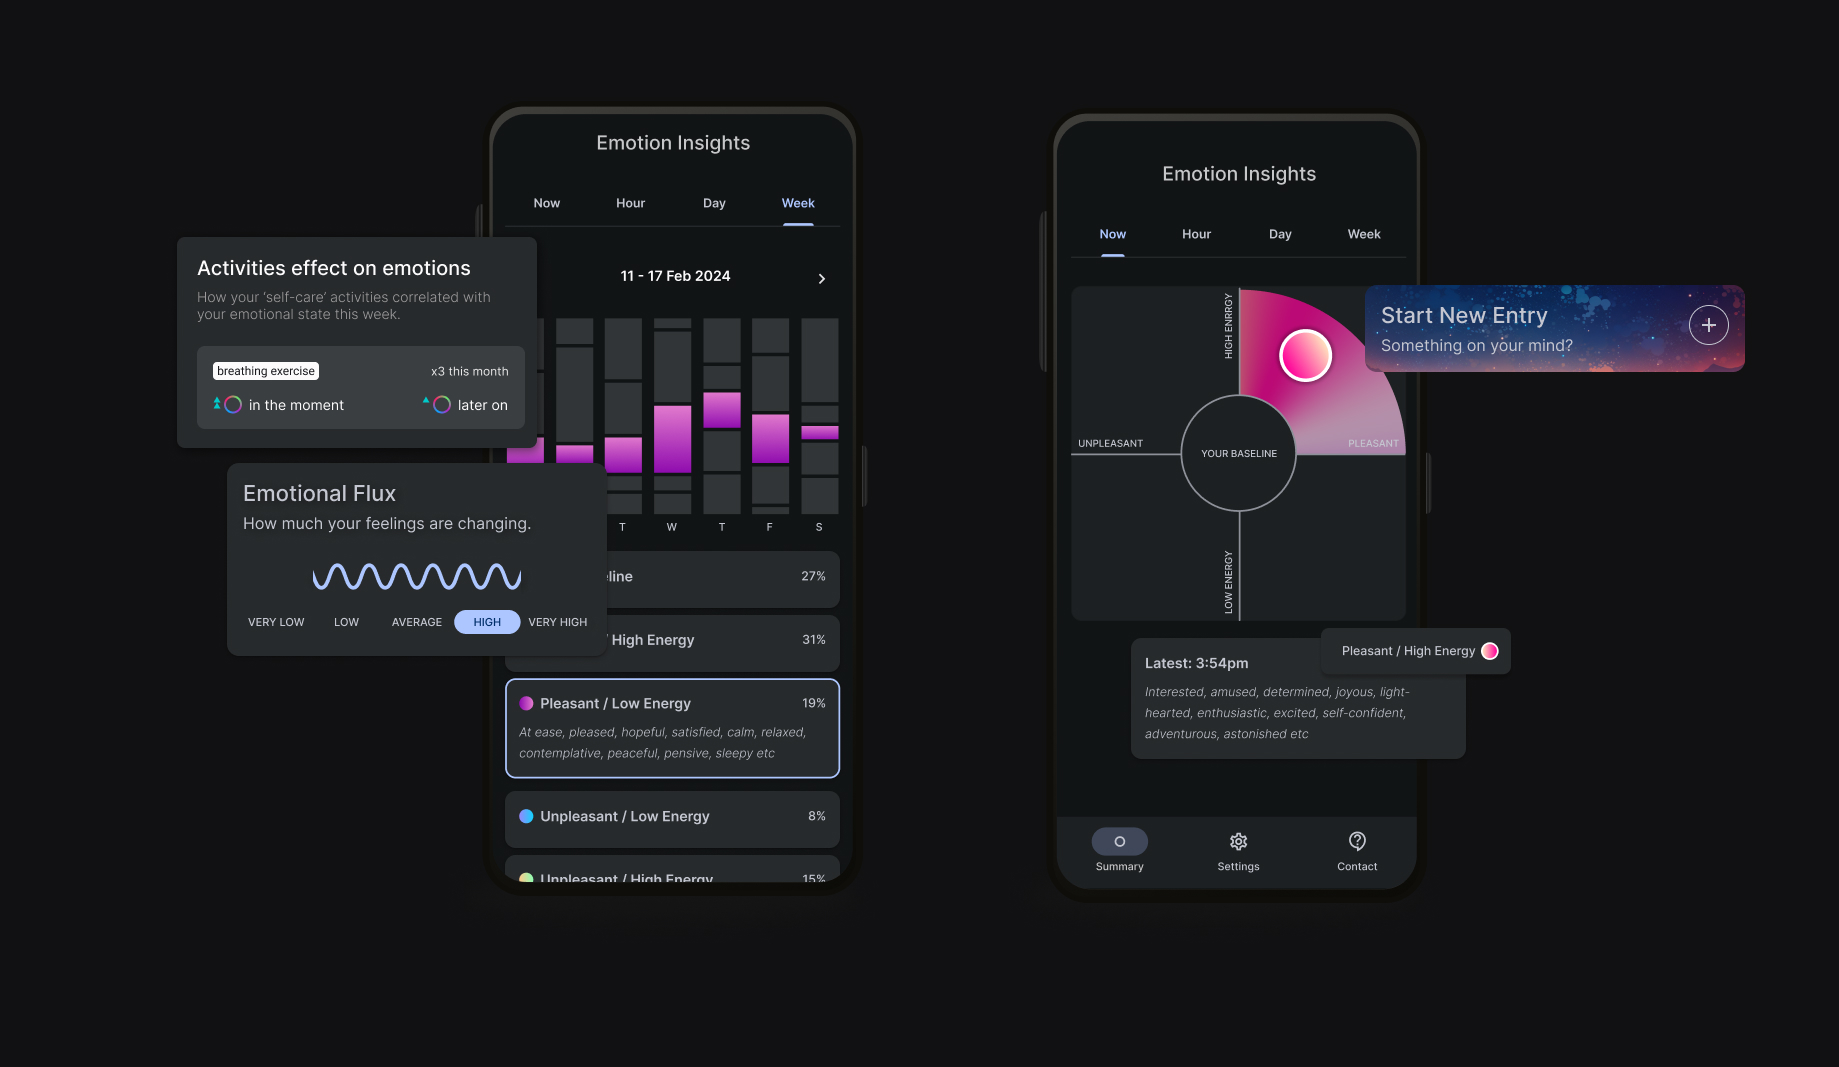 Emotion Insights
Now Hour Day Week
11 - 17 Feb 2024
T W T F S
Activities effect on emotions
How your ‘self-care’ activities correlated with
your emotional state this week.
breathing exercise x3 this month
in the moment later on
Emotional Flux
How much your feelings are changing.
VERY LOW LOW AVERAGE HIGH VERY HIGH
eline 27%
/ High Energy 31%
Pleasant / Low Energy 19%
At ease, pleased, hopeful, satisfied, calm, relaxed,
contemplative, peaceful, pensive, sleepy etc
Unpleasant / Low Energy 8%
Unpleasant / High Energy 15%
Emotion Insights
Now Hour Day Week
HIGH ENRRGY
UNPLEASANT
YOUR BASELINE
PLEASANT
LOW ENERGY
Start New Entry
Something on your mind?
Pleasant / High Energy
Latest: 3:54pm
Interested, amused, determined, joyous, light-
hearted, enthusiastic, excited, self-confident,
adventurous, astonished etc
Summary Settings Contact